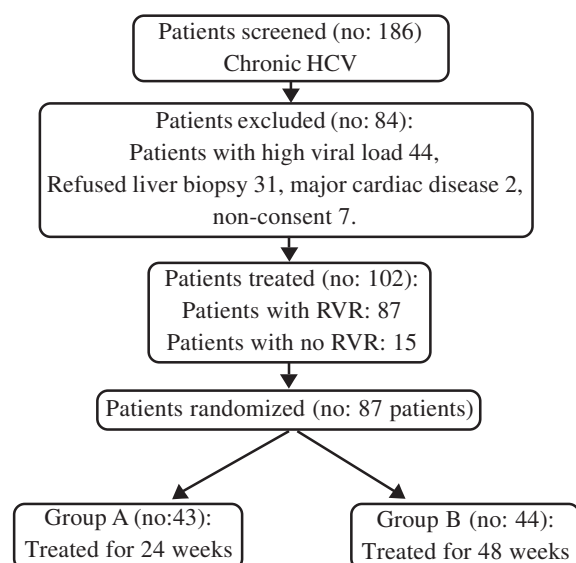 Patients screened (no: 186)
Chronic HCV
Patients excluded (no: 84):
Patients with high viral load 44,
Refused liver biopsy 31, major cardiac disease 2,
non-consent 7.
Patients treated (no: 102):
Patients with RVR: 87
Patients with no RVR: 15
Patients randomized (no: 87 patients)
Group A (no:43):
Treated for 24 weeks
Group B (no: 44):
Treated for 48 weeks